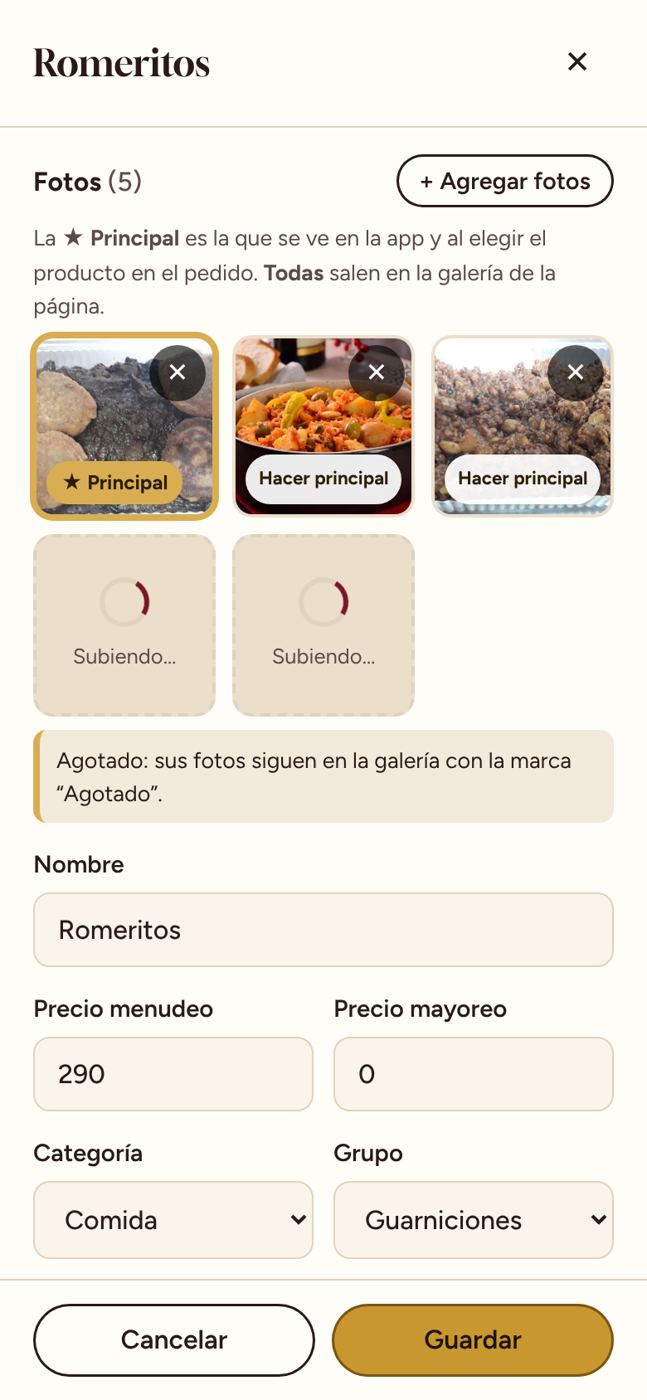 Romeritos ✕
Fotos (5) + Agregar fotos
La ★ Principal es la que se ve en la app y al elegir el
producto en el pedido. Todas salen en la galería de la
página.
✕ ✕ ✕
★ Principal Hacer principal Hacer principal
Subiendo... Subiendo...
Agotado: sus fotos siguen en la galería con la marca
“Agotado”.
Nombre
Romeritos
Precio menudeo Precio mayoreo
290 0
Categoría Grupo
Comida Guarniciones
Cancelar Guardar